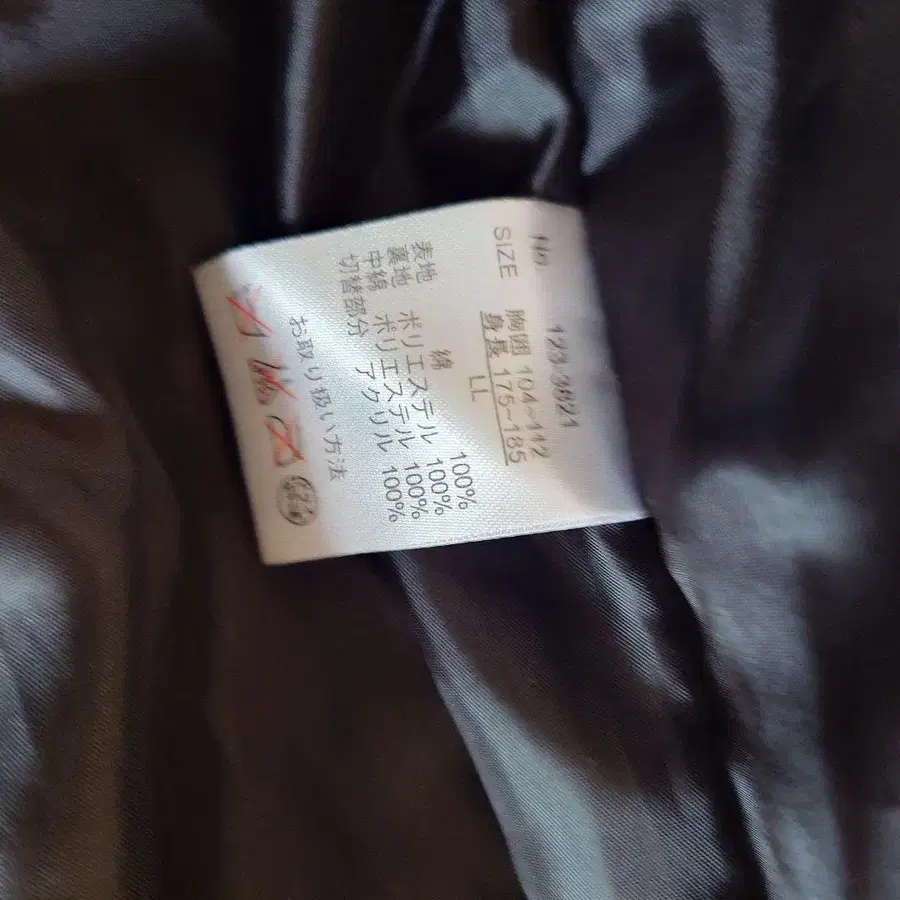 No. 123-3821
SIZE 胸囲 104~112
身長 175~185
LL
表地 綿 100%
裏地 ポリエステル 100%
中綿 ポリエステル 100%
切替部分 アクリル 100%
お取り扱い方法